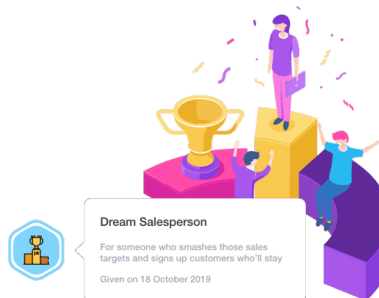 Dream Salesperson
For someone who smashes those sales
targets and signs up customers who'll stay
Given on 18 October 2019